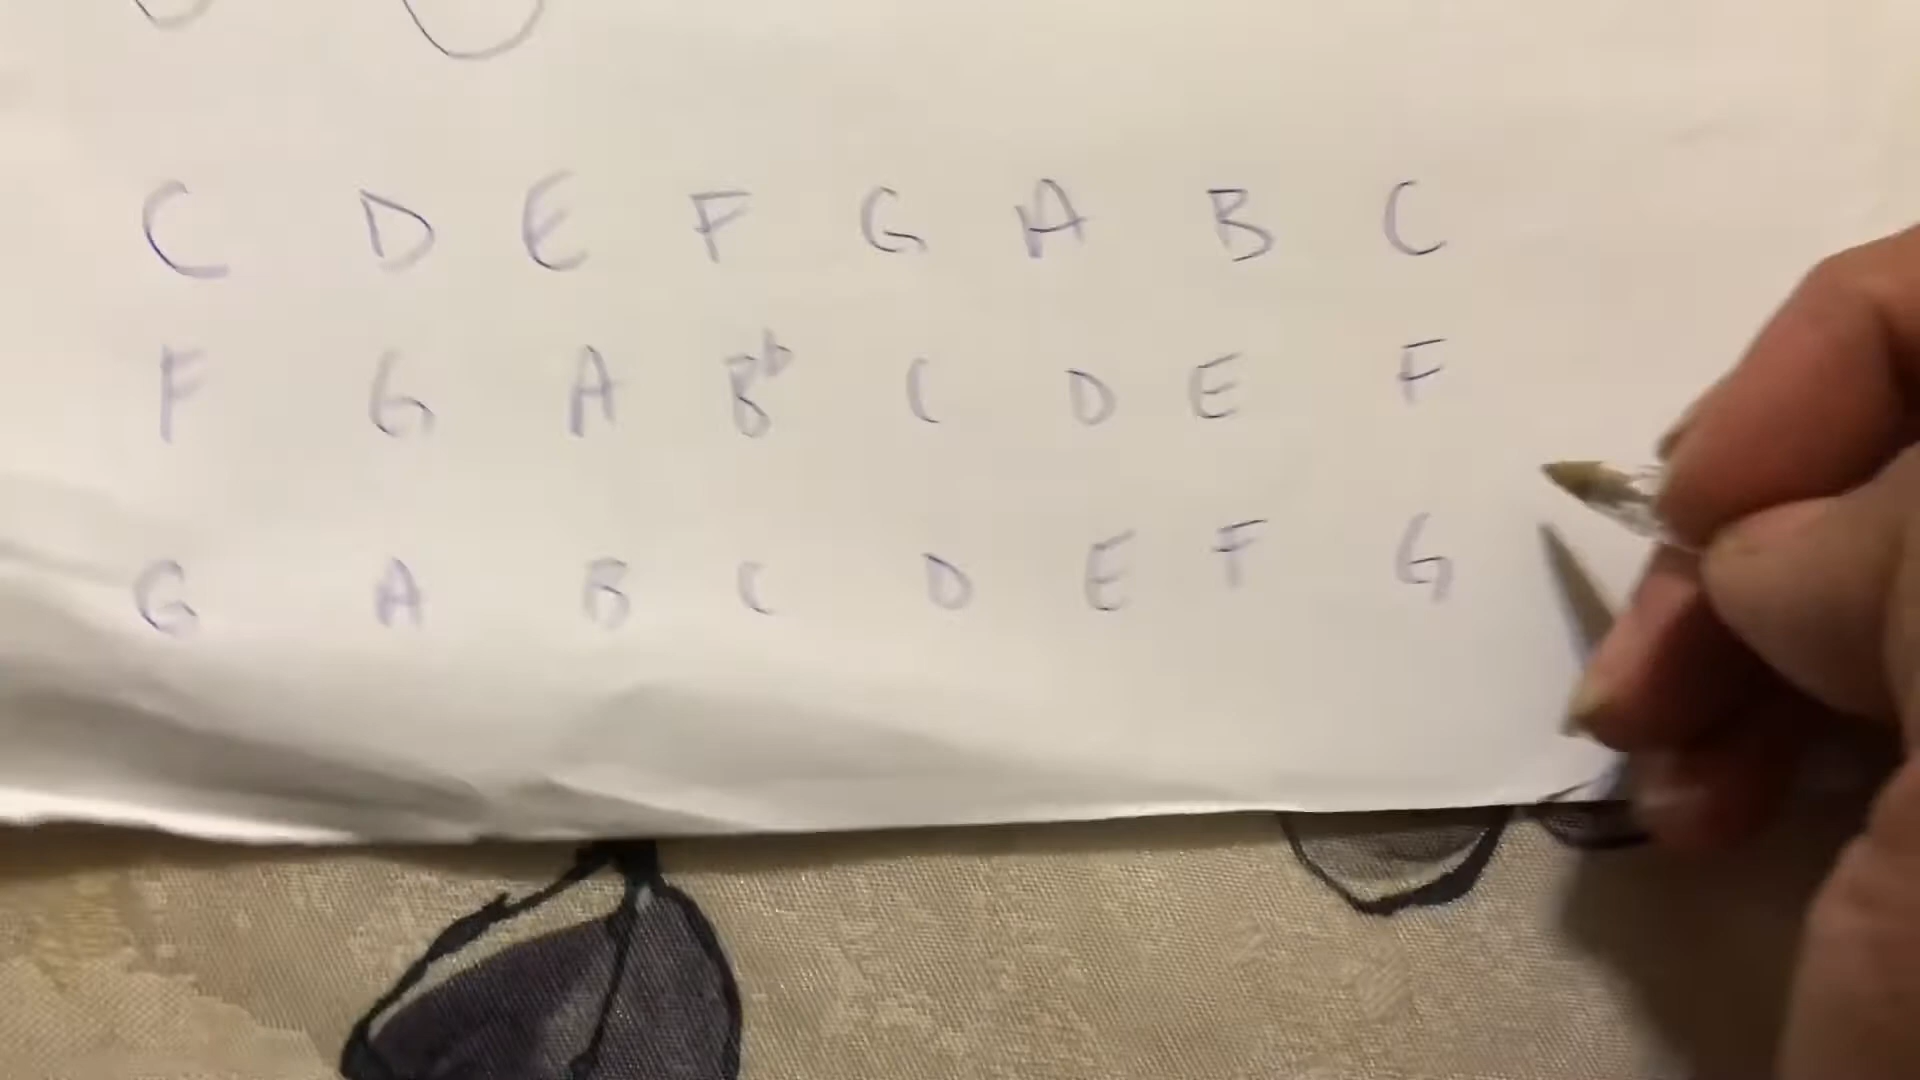 C D E F G A B C
F G A B♭ C D E F
G A B C D E F G